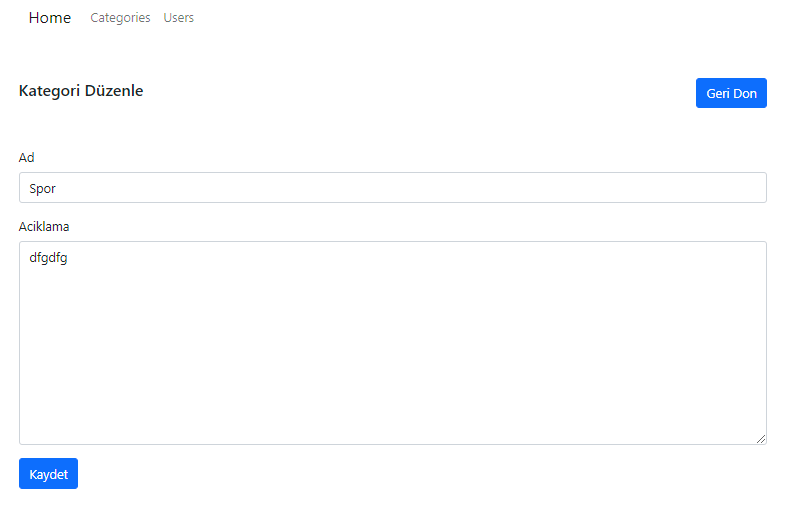 Home Categories Users
Kategori Düzenle Geri Don
Ad
Spor
Aciklama
dfgdfg
Kaydet